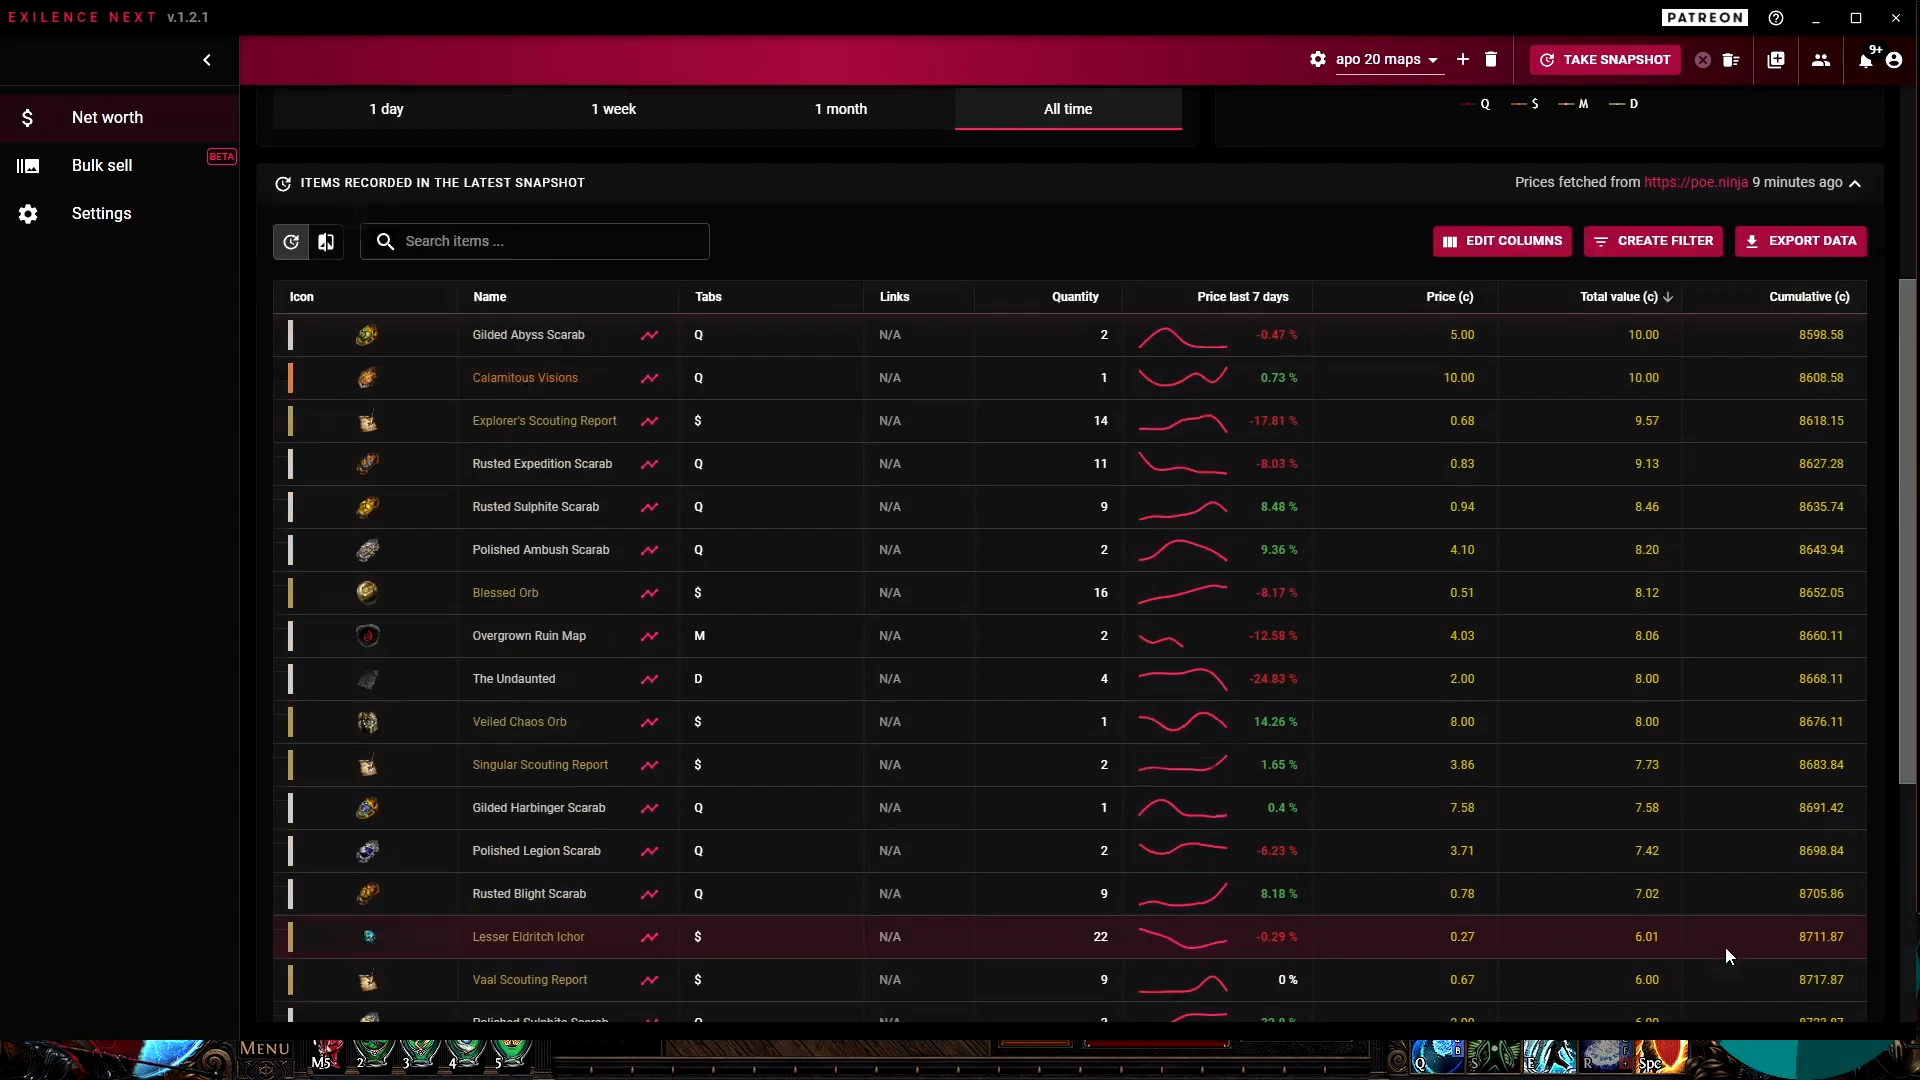 EXILENCE NEXT v.1.2.1
PATREON
apo 20 maps
TAKE SNAPSHOT
9+
Net worth
Bulk sell
BETA
Settings
1 day 1 week 1 month All time
Q $ M D
ITEMS RECORDED IN THE LATEST SNAPSHOT
Prices fetched from https://poe.ninja 9 minutes ago
Search items ...
EDIT COLUMNS CREATE FILTER EXPORT DATA
Icon Name Tabs Links Quantity Price last 7 days Price (c) Total value (c) Cumulative (c)
Gilded Abyss Scarab Q N/A 2 -0.47 % 5.00 10.00 8598.58
Calamitous Visions Q N/A 1 0.73 % 10.00 10.00 8608.58
Explorer's Scouting Report $ N/A 14 -17.81 % 0.68 9.57 8618.15
Rusted Expedition Scarab Q N/A 11 -8.03 % 0.83 9.13 8627.28
Rusted Sulphite Scarab Q N/A 9 8.48 % 0.94 8.46 8635.74
Polished Ambush Scarab Q N/A 2 9.36 % 4.10 8.20 8643.94
Blessed Orb $ N/A 16 -8.17 % 0.51 8.12 8652.05
Overgrown Ruin Map M N/A 2 -12.58 % 4.03 8.06 8660.11
The Undaunted D N/A 4 -24.83 % 2.00 8.00 8668.11
Veiled Chaos Orb $ N/A 1 14.26 % 8.00 8.00 8676.11
Singular Scouting Report $ N/A 2 1.65 % 3.86 7.73 8683.84
Gilded Harbinger Scarab Q N/A 1 0.4 % 7.58 7.58 8691.42
Polished Legion Scarab Q N/A 2 -6.23 % 3.71 7.42 8698.84
Rusted Blight Scarab Q N/A 9 8.18 % 0.78 7.02 8705.86
Lesser Eldritch Ichor $ N/A 22 -0.29 % 0.27 6.01 8711.87
Vaal Scouting Report $ N/A 9 0 % 0.67 6.00 8717.87
Polished Sulphite Scarab Q N/A
MENU M5 2 3 4 5 Q S E R Spc